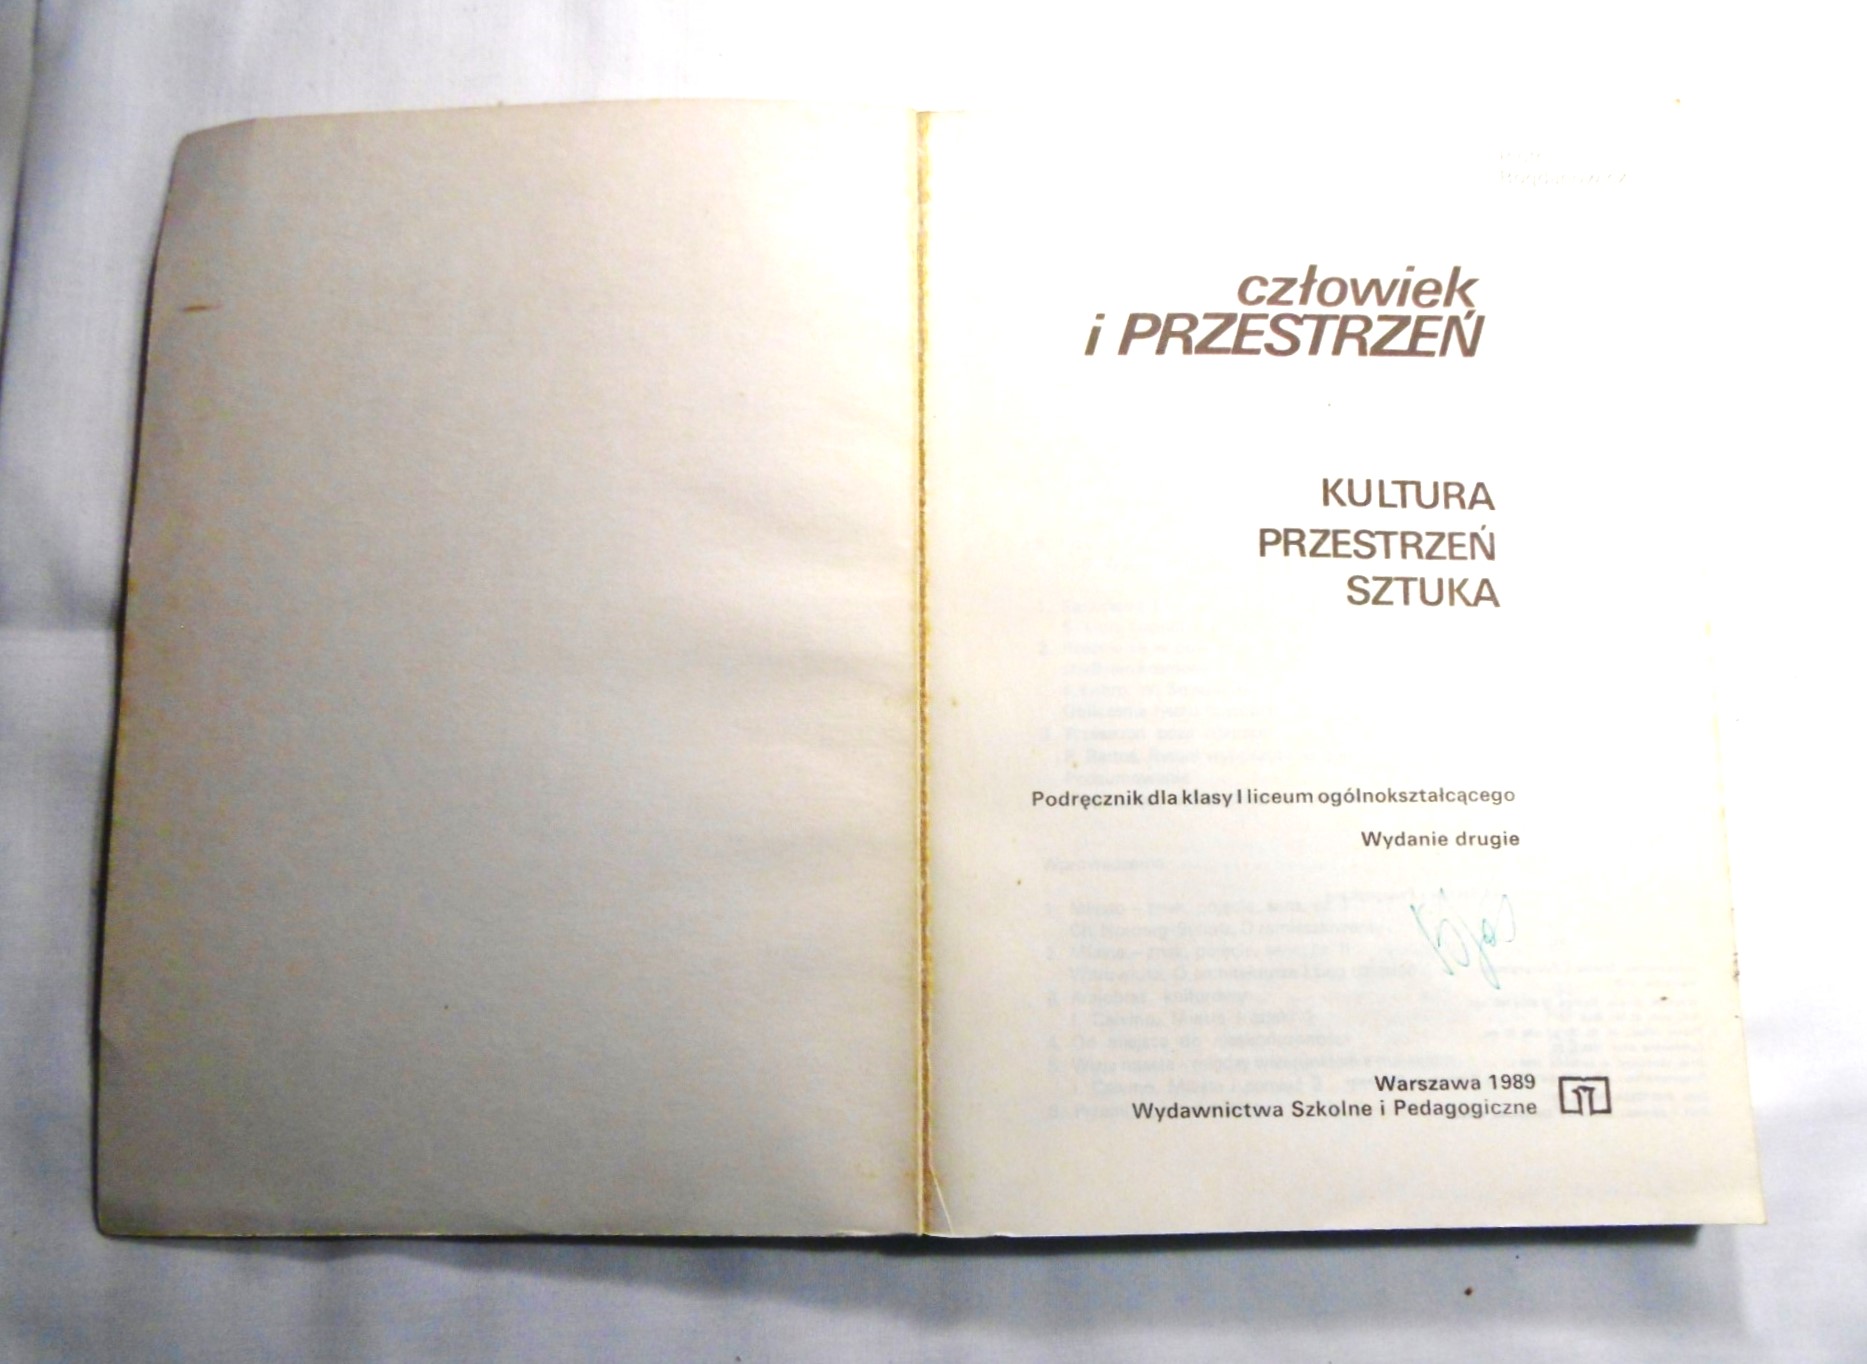 człowiek
i PRZESTRZEŃ
KULTURA
PRZESTRZEŃ
SZTUKA
Podręcznik dla klasy I liceum ogólnokształcącego
Wydanie drugie
Warszawa 1989
Wydawnictwa Szkolne i Pedagogiczne